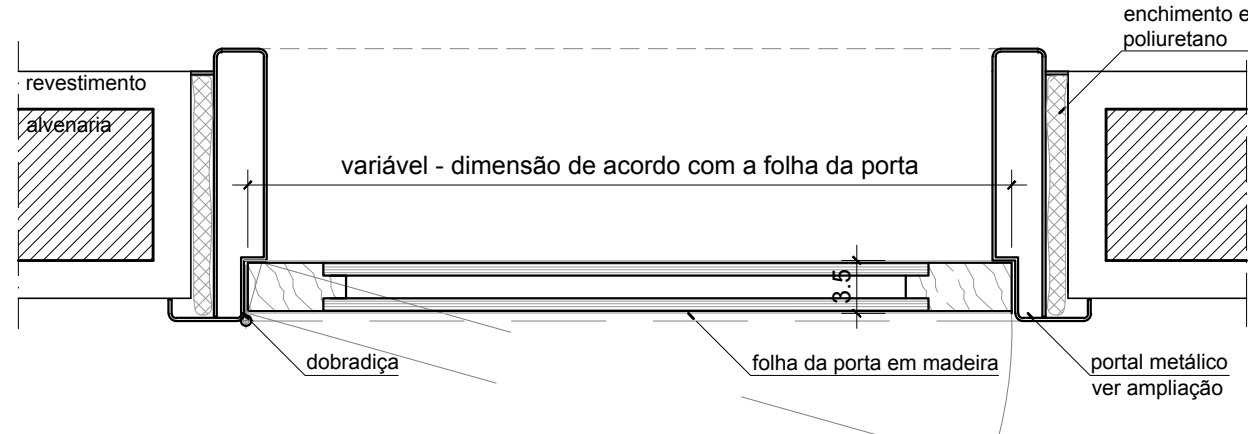 enchimento e
poliuretano
revestimento
alvenaria
variável - dimensão de acordo com a folha da porta
3.5
dobradiça
folha da porta em madeira
portal metálico
ver ampliação